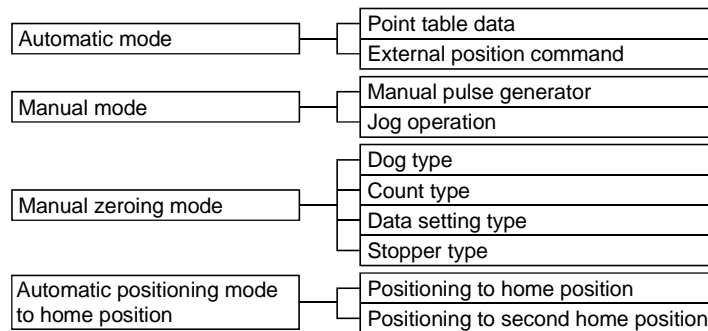 Automatic mode
Point table data
External position command
Manual mode
Manual pulse generator
Jog operation
Manual zeroing mode
Dog type
Count type
Data setting type
Stopper type
Automatic positioning mode
to home position
Positioning to home position
Positioning to second home position